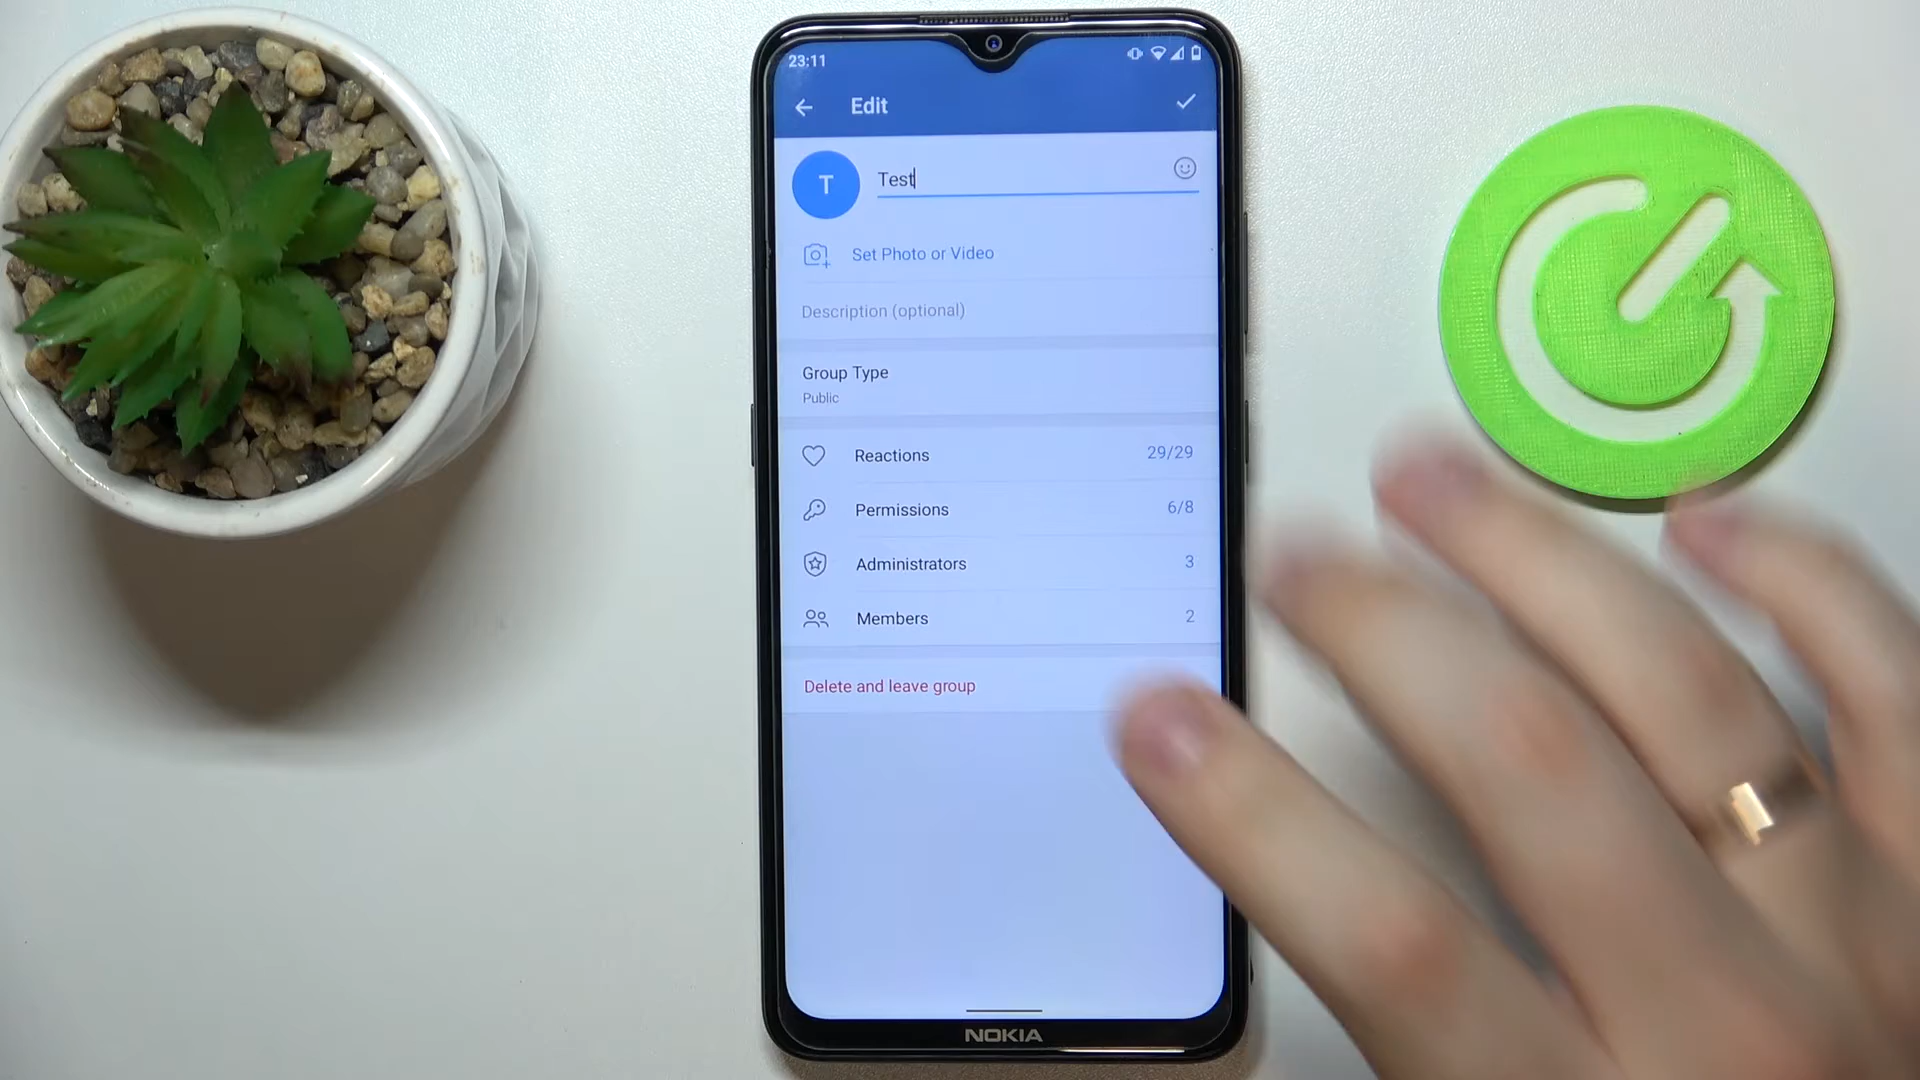 23:11
Edit
T
Test
Set Photo or Video
Description (optional)
Group Type
Public
Reactions 29/29
Permissions 6/8
Administrators 3
Members 2
Delete and leave group
NOKIA